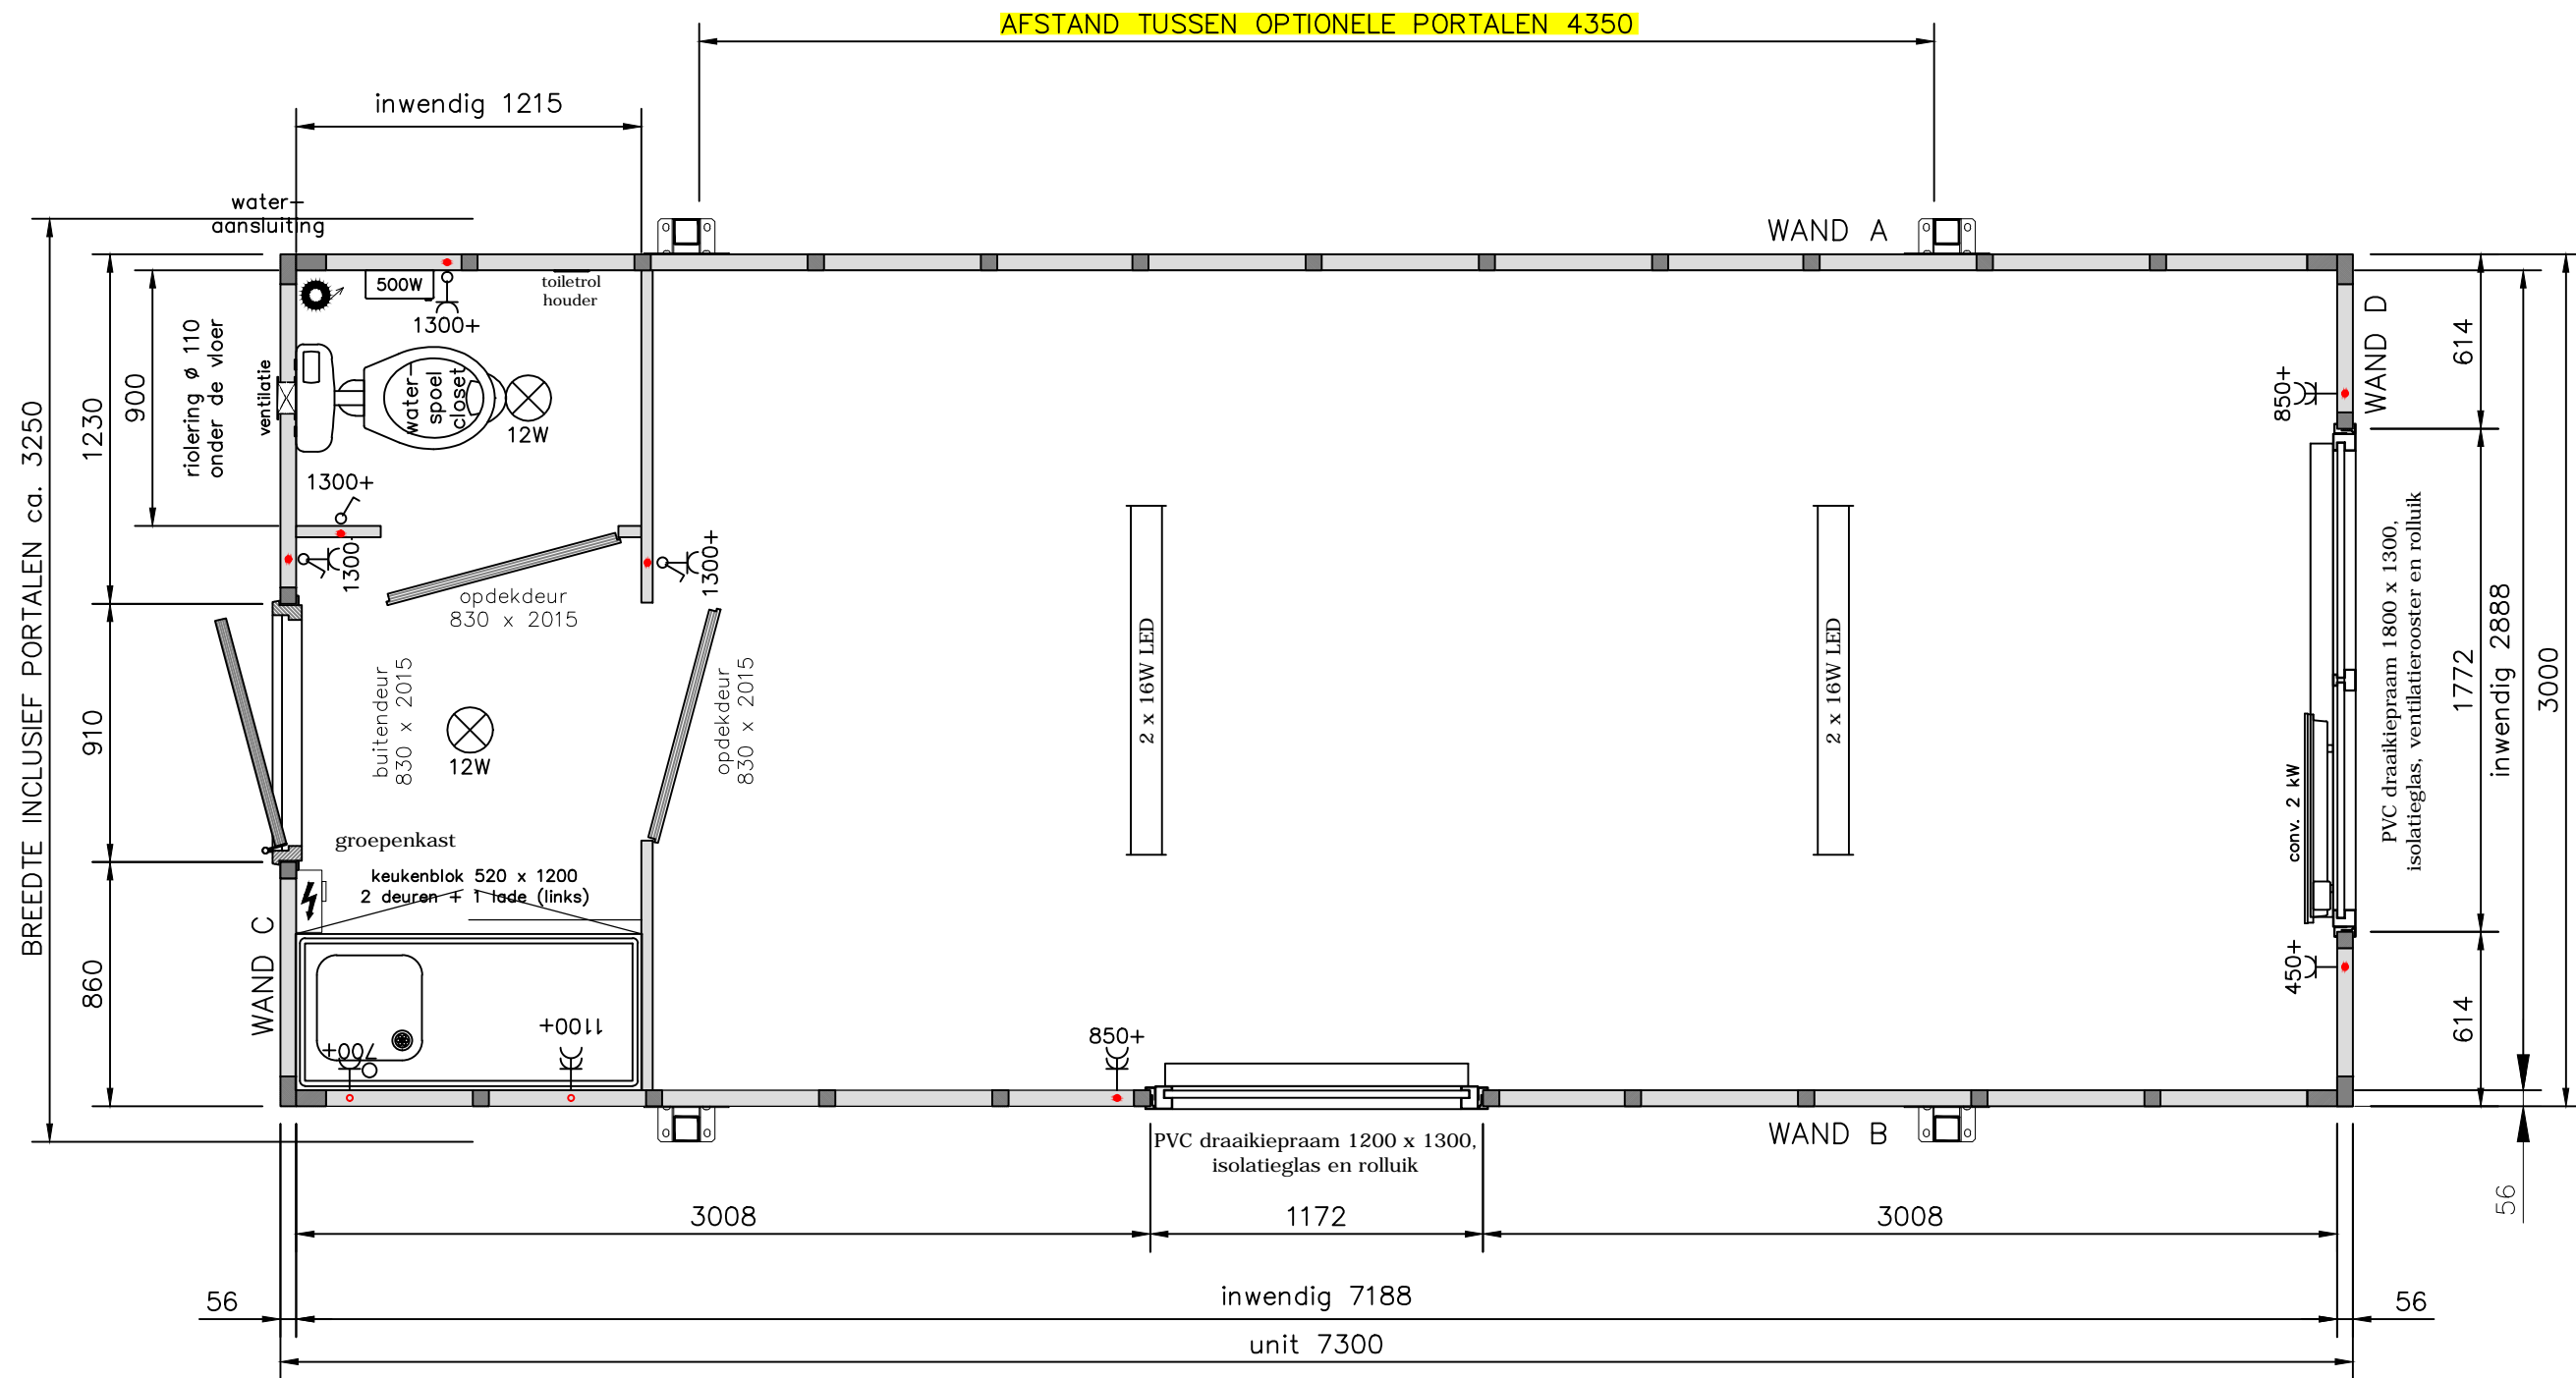 AFSTAND TUSSEN OPTIONELE PORTALEN 4350
inwendig 1215
water-
aansluiting
WAND A
500W
toiletrol
houder
1300+
riolering ø 110
onder de vloer
ventilatie
water-
spoel
closet
12W
900
1230
BREEDTE INCLUSIEF PORTALEN ca. 3250
1300+
1300+
1300+
opdekdeur
830 x 2015
buitendeur
830 x 2015
opdekdeur
830 x 2015
12W
910
groepenkast
keukenblok 520 x 1200
2 deuren + 1 lade (links)
WAND C
860
700+
1100+
850+
2 x 16W LED
2 x 16W LED
850+
WAND D
614
conv. 2 kW
PVC draaikiepraam 1800 x 1300,
isolatieglas, ventilatierooster en rolluik
1772
inwendig 2888
3000
450+
614
56
PVC draaikiepraam 1200 x 1300,
isolatieglas en rolluik
WAND B
3008
1172
3008
56
inwendig 7188
56
unit 7300